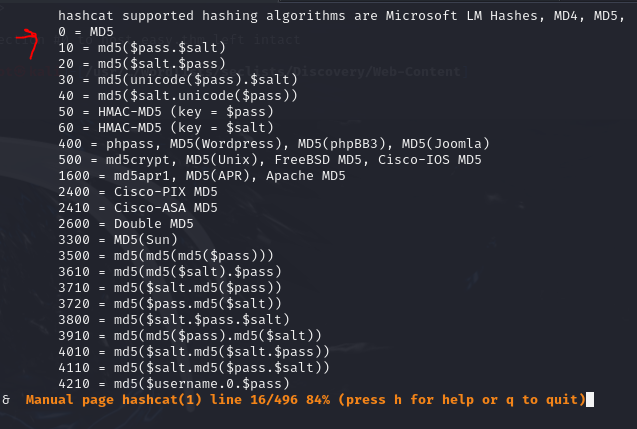 hashcat supported hashing algorithms are Microsoft LM Hashes, MD4, MD5,
0 = MD5
10 = md5($pass.$salt)
20 = md5($salt.$pass)
30 = md5(unicode($pass).$salt)
40 = md5($salt.unicode($pass))
50 = HMAC-MD5 (key = $pass)
60 = HMAC-MD5 (key = $salt)
400 = phpass, MD5(Wordpress), MD5(phpBB3), MD5(Joomla)
500 = md5crypt, MD5(Unix), FreeBSD MD5, Cisco-IOS MD5
1600 = md5apr1, MD5(APR), Apache MD5
2400 = Cisco-PIX MD5
2410 = Cisco-ASA MD5
2600 = Double MD5
3300 = MD5(Sun)
3500 = md5(md5(md5($pass)))
3610 = md5(md5($salt).$pass)
3710 = md5($salt.md5($pass))
3720 = md5($pass.md5($salt))
3800 = md5($salt.$pass.$salt)
3910 = md5(md5($pass).md5($salt))
4010 = md5($salt.md5($salt.$pass))
4110 = md5($salt.md5($pass.$salt))
4210 = md5($username.0.$pass)
& Manual page hashcat(1) line 16/496 84% (press h for help or q to quit)